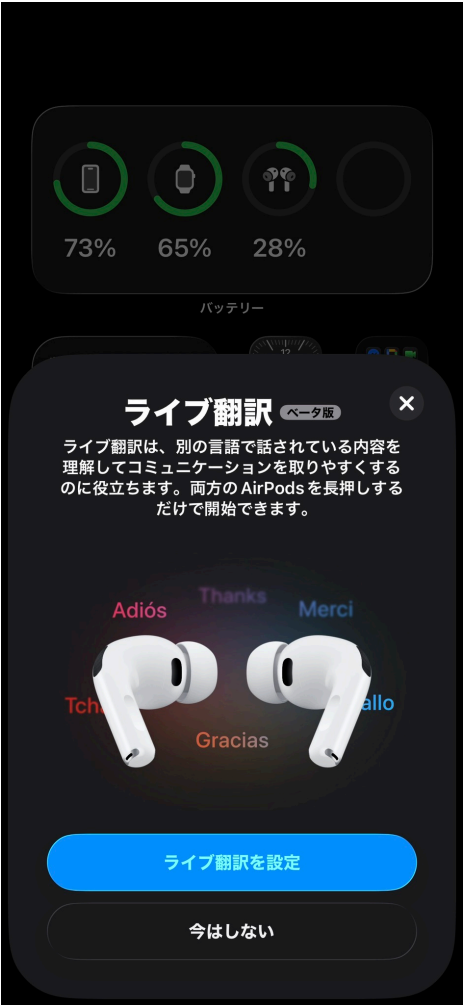 73% 65% 28%
バッテリー
12
ライブ翻訳 ベータ版
ライブ翻訳は、別の言語で話されている内容を
理解してコミュニケーションを取りやすくする
のに役立ちます。両方のAirPodsを長押しする
だけで開始できます。
Thanks
Adiós Merci
Tch allo
Gracias
ライブ翻訳を設定
今はしない